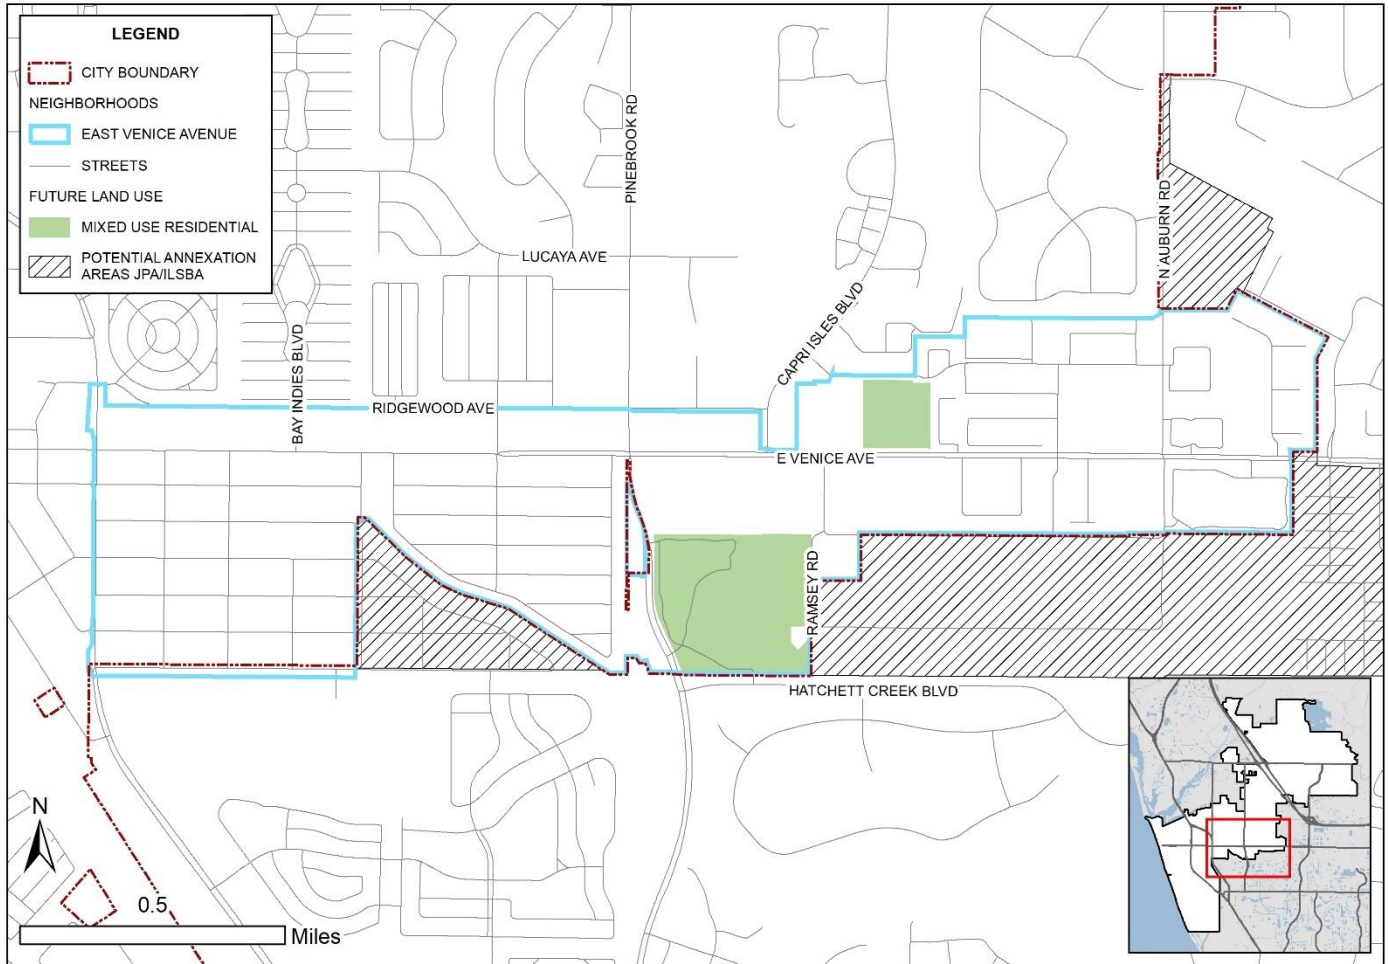 LEGEND
CITY BOUNDARY
NEIGHBORHOODS
EAST VENICE AVENUE
STREETS
FUTURE LAND USE
MIXED USE RESIDENTIAL
POTENTIAL ANNEXATION
AREAS JPA/ILSBA
PINEBROOK RD
N AUBURN RD
LUCAYA AVE
CAPRI ISLES BLVD
BAY INDIES BLVD
RIDGEWOOD AVE
E VENICE AVE
RAMSEY RD
HATCHETT CREEK BLVD
N
0.5
Miles